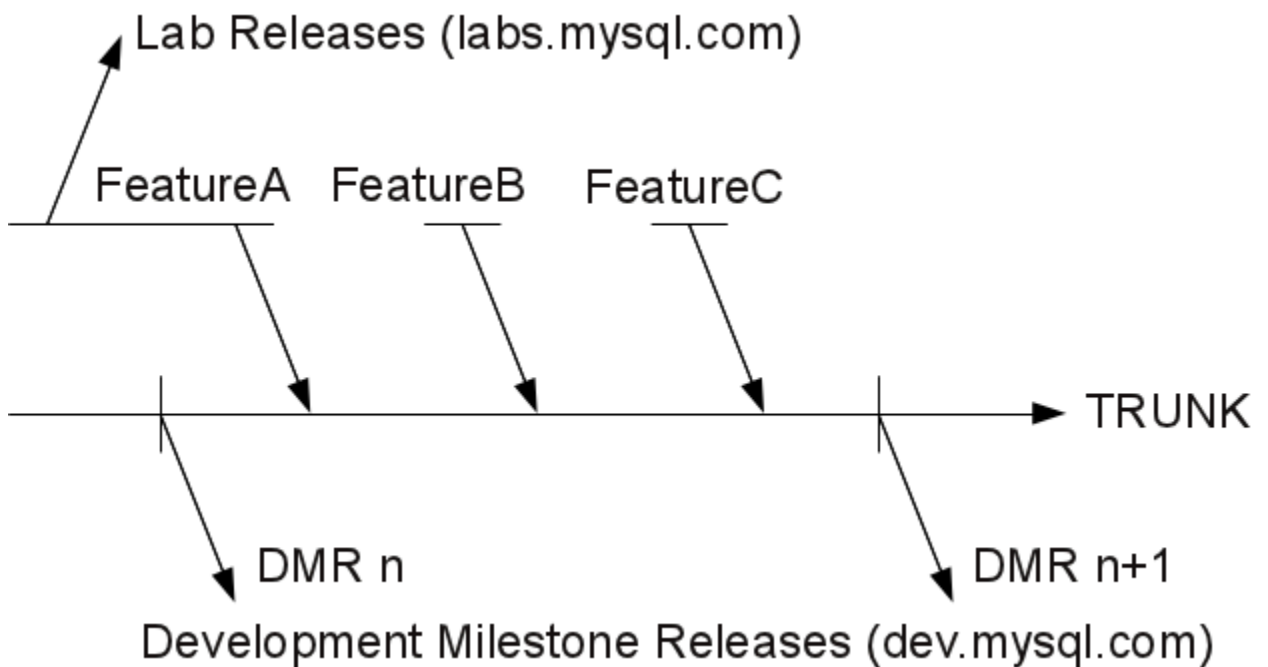 Lab Releases (labs.mysql.com)
FeatureA FeatureB FeatureC
TRUNK
DMR n DMR n+1
Development Milestone Releases (dev.mysql.com)